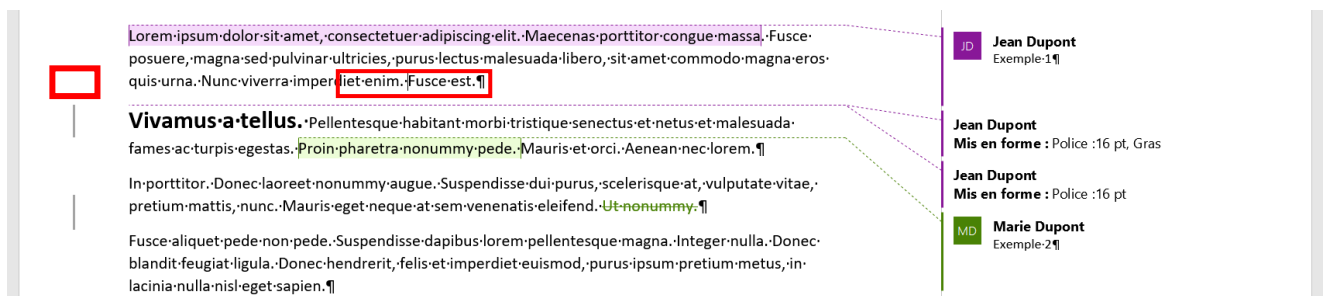 Lorem·ipsum·dolor·sit·amet,·consectetuer·adipiscing·elit.·Maecenas·porttitor·congue·massa.·Fusce·
posuere,·magna·sed·pulvinar·ultricies,·purus·lectus·malesuada·libero,·sit·amet·commodo·magna·eros·
quis·urna.·Nunc·viverra·imperdiet·enim.·Fusce·est.¶
Vivamus·a·tellus.·Pellentesque·habitant·morbi·tristique·senectus·et·netus·et·malesuada·
fames·ac·turpis·egestas.·Proin·pharetra·nonummy·pede.·Mauris·et·orci.·Aenean·nec·lorem.¶
In·porttitor.·Donec·laoreet·nonummy·augue.·Suspendisse·dui·purus,·scelerisque·at,·vulputate·vitae,·
pretium·mattis,·nunc.·Mauris·eget·neque·at·sem·venenatis·eleifend.·Ut·nonummy.¶
Fusce·aliquet·pede·non·pede.·Suspendisse·dapibus·lorem·pellentesque·magna.·Integer·nulla.·Donec·
blandit·feugiat·ligula.·Donec·hendrerit,·felis·et·imperdiet·euismod,·purus·ipsum·pretium·metus,·in·
lacinia·nulla·nisl·eget·sapien.¶
JD
Jean Dupont
Exemple·1¶
Jean Dupont
Mis en forme : Police :16 pt, Gras
Jean Dupont
Mis en forme : Police :16 pt
MD
Marie Dupont
Exemple·2¶